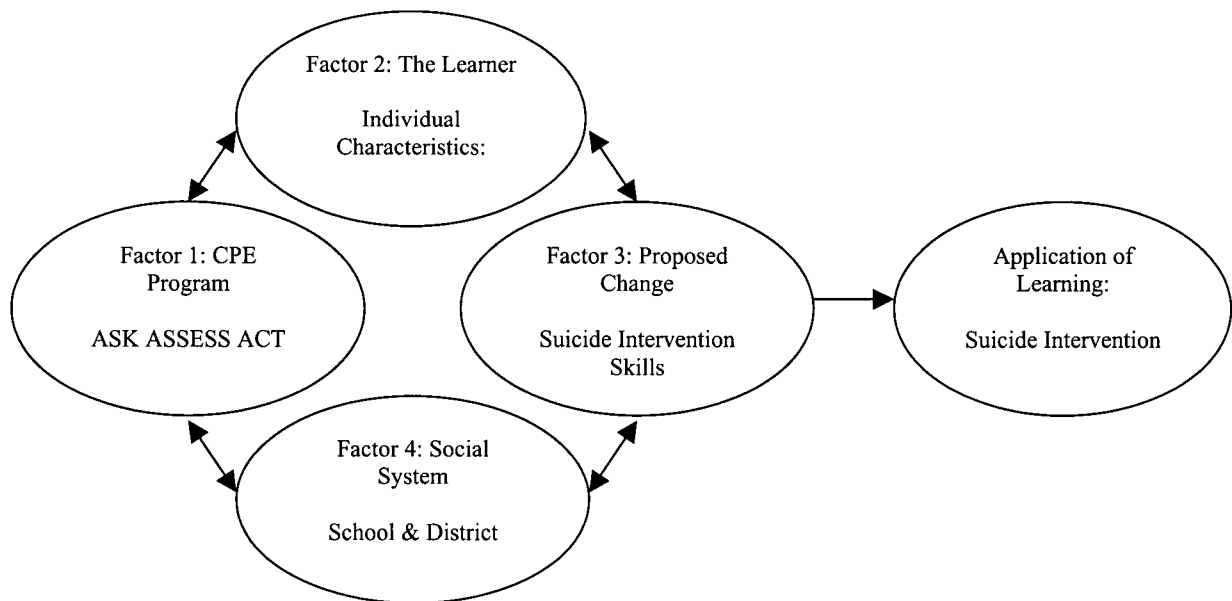 Factor 2: The Learner
Individual
Characteristics:
Factor 1: CPE
Program
ASK ASSESS ACT
Factor 3: Proposed
Change
Suicide Intervention
Skills
Application of
Learning:
Suicide Intervention
Factor 4: Social
System
School & District